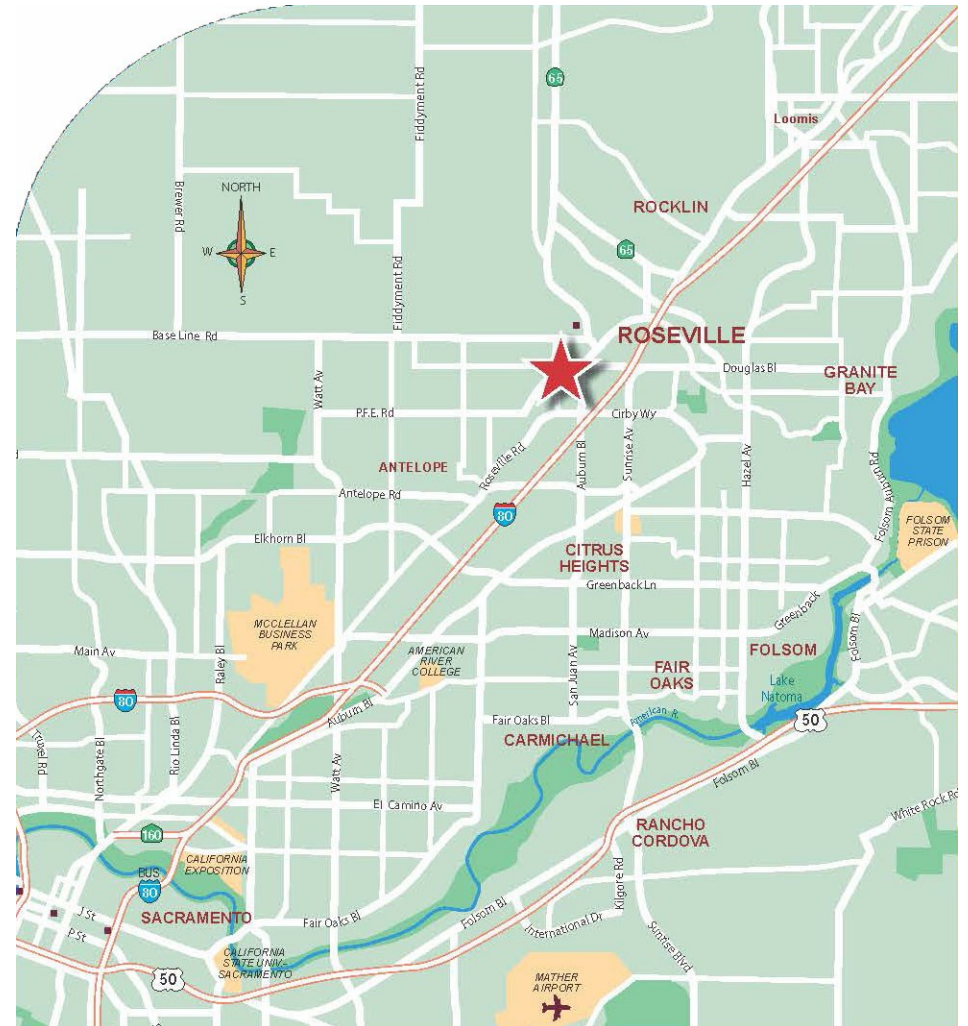 65
Fiddyment Rd
Loomis
Brewer Rd
NORTH
W
E
S
ROCKLIN
65
Fiddyment Rd
Base Line Rd
ROSEVILLE
Watt Av
Douglas Bl
GRANITE
BAY
P.F.E. Rd
Cirby Wy
ANTELOPE
Roseville Rd
Auburn Bl
Sunrise Av
Hazel Av
Antelope Rd
80
Folsom Auburn Rd
FOLSOM
STATE
PRISON
Elkhorn Bl
CITRUS
HEIGHTS
Greenback Ln
Greenback
MCCLELLAN
BUSINESS
PARK
Madison Av
Main Av
Raley Bl
AMERICAN
RIVER
COLLEGE
San Juan Av
FAIR
OAKS
FOLSOM
Folsom Bl
Lake
Natoma
80
Auburn Bl
Fair Oaks Bl
American R.
50
CARMICHAEL
Truxel Rd
Northgate Bl
Rio Linda Bl
Watt Av
Folsom Bl
El Camino Av
White Rock Rd
160
RANCHO
CORDOVA
CALIFORNIA
EXPOSITION
BUS
80
Kilgore Rd
SACRAMENTO
J St
P St
Fair Oaks Bl
Folsom Bl
International Dr
Sunrise Blvd
CALIFORNIA
STATE UNIV.-
SACRAMENTO
50
MATHER
AIRPORT